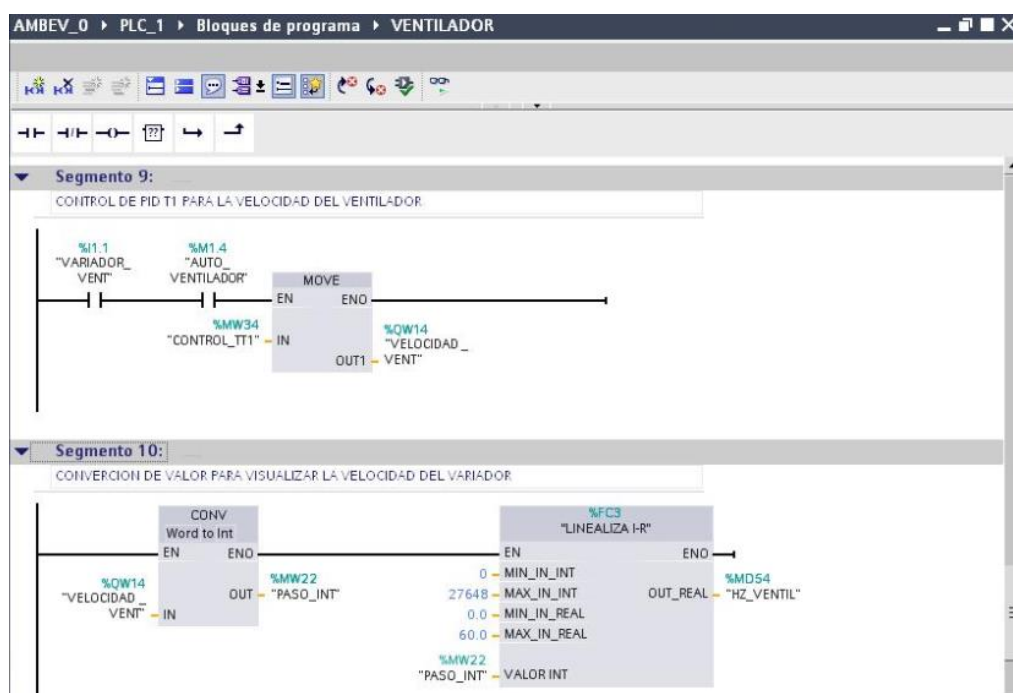 AMBEV_0 ▸ PLC_1 ▸ Bloques de programa ▸ VENTILADOR
Segmento 9:
CONTROL DE PID T1 PARA LA VELOCIDAD DEL VENTILADOR
%I1.1
"VARIADOR_
VENT"
%M1.4
"AUTO_
VENTILADOR"
MOVE
EN
ENO
%MW34
"CONTROL_TT1"
IN
OUT1
%QW14
"VELOCIDAD_
VENT"
Segmento 10:
CONVERCION DE VALOR PARA VISUALIZAR LA VELOCIDAD DEL VARIADOR
CONV
Word to Int
EN
ENO
%QW14
"VELOCIDAD_
VENT"
IN
OUT
%MW22
"PASO_INT"
%FC3
"LINEALIZA I-R"
EN
ENO
0
MIN_IN_INT
27648
MAX_IN_INT
0.0
MIN_IN_REAL
60.0
MAX_IN_REAL
%MW22
"PASO_INT"
VALOR INT
OUT_REAL
%MD54
"HZ_VENTIL"